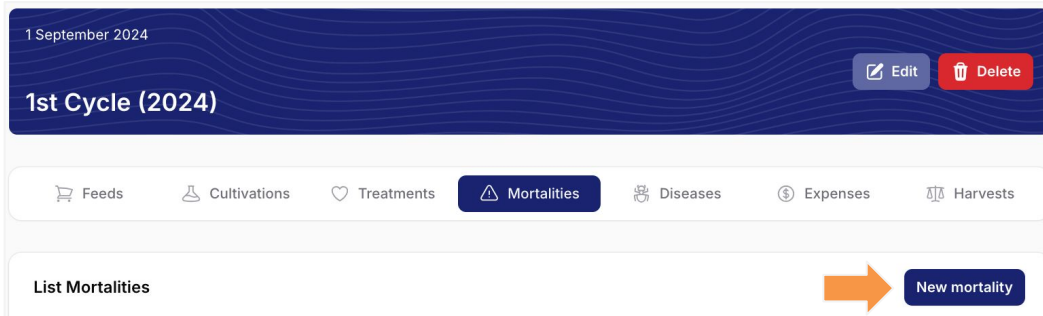 1 September 2024
Edit
Delete
1st Cycle (2024)
Feeds
Cultivations
Treatments
Mortalities
Diseases
Expenses
Harvests
List Mortalities
New mortality